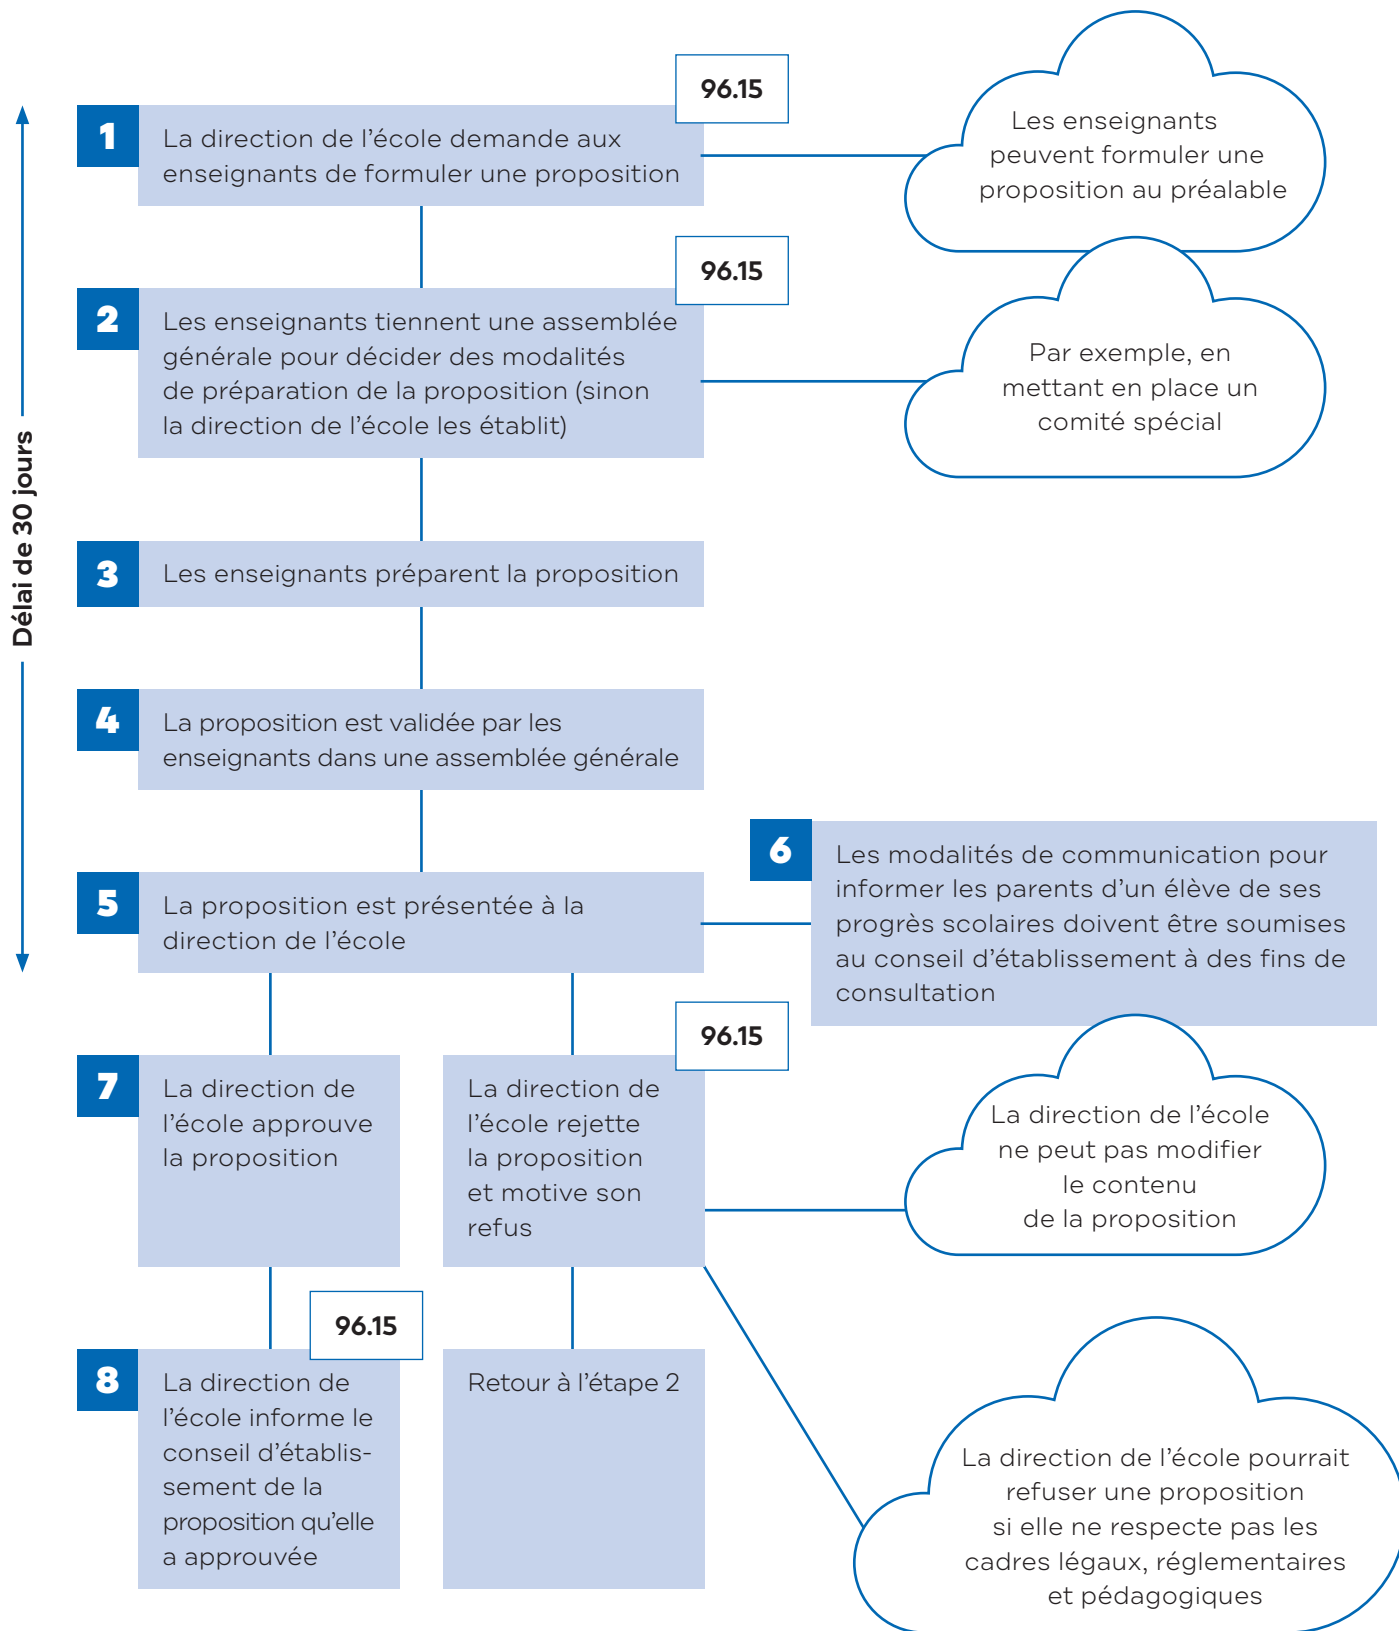 Délai de 30 jours
96.15
1
La direction de l’école demande aux
enseignants de formuler une proposition
Les enseignants
peuvent formuler une
proposition au préalable
96.15
2
Les enseignants tiennent une assemblée
générale pour décider des modalités
de préparation de la proposition (sinon
la direction de l’école les établit)
Par exemple, en
mettant en place un
comité spécial
3
Les enseignants préparent la proposition
4
La proposition est validée par les
enseignants dans une assemblée générale
5
La proposition est présentée à la
direction de l’école
6
Les modalités de communication pour
informer les parents d’un élève de ses
progrès scolaires doivent être soumises
au conseil d’établissement à des fins de
consultation
7
La direction de
l’école approuve
la proposition
96.15
La direction de
l’école rejette
la proposition
et motive son
refus
La direction de l’école
ne peut pas modifier
le contenu
de la proposition
96.15
8
La direction de
l’école informe le
conseil d’établis-
sement de la
proposition qu’elle
a approuvée
Retour à l’étape 2
La direction de l’école pourrait
refuser une proposition
si elle ne respecte pas les
cadres légaux, réglementaires
et pédagogiques